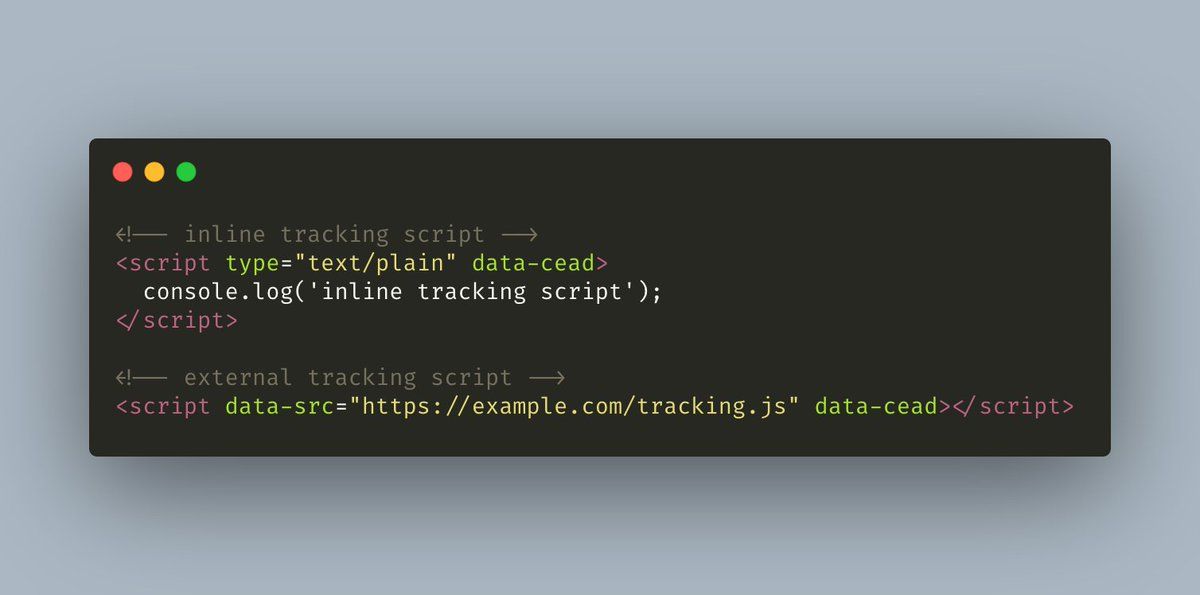 <!-- inline tracking script -->
<script type="text/plain" data-cead>
  console.log('inline tracking script');
</script>

<!-- external tracking script -->
<script data-src="https://example.com/tracking.js" data-cead></script>